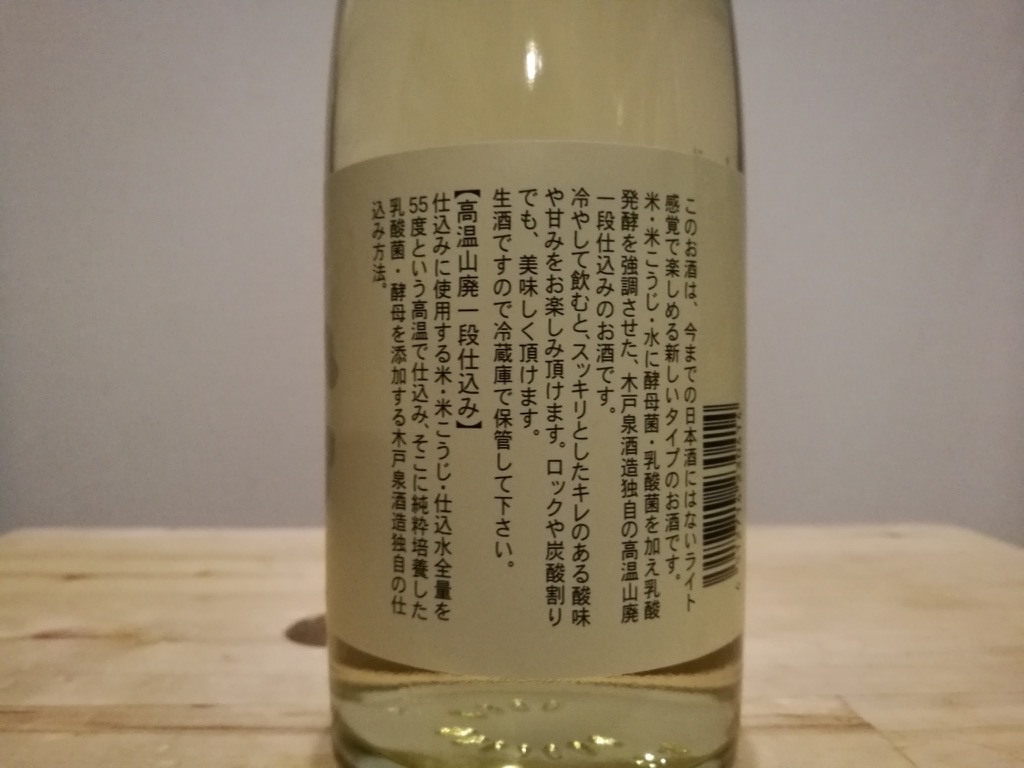 このお酒は、今までの日本酒にはないライト
感覚で楽しめる新しいタイプのお酒です。
米・米こうじ・水に酵母菌・乳酸菌を加え乳酸
発酵を強調させた、木戸泉酒造独自の高温山廃
一段仕込みのお酒です。
冷やして飲むと、スッキリとしたキレのある酸味
や甘みをお楽しみ頂けます。ロックや炭酸割り
でも、美味しく頂けます。
生酒ですので冷蔵庫で保管して下さい。
【高温山廃一段仕込み】
仕込みに使用する米・米こうじ・仕込水全量を
55度という高温で仕込み、そこに純粋培養した
乳酸菌・酵母を添加する木戸泉酒造独自の仕
込み方法。